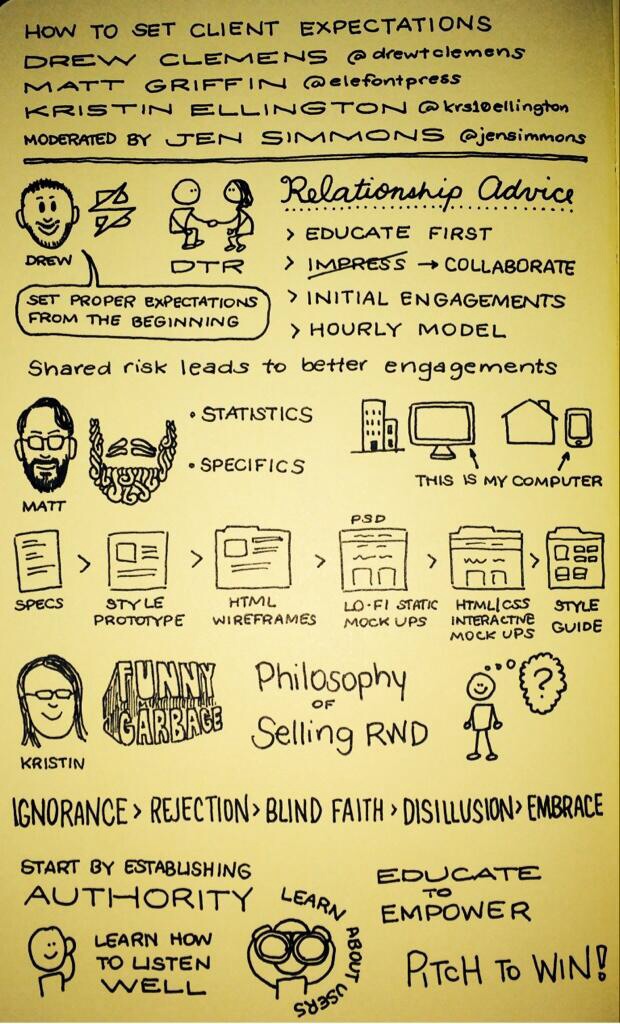 HOW TO SET CLIENT EXPECTATIONS
DREW CLEMENS @drewtclemens
MATT GRIFFIN @elefontpress
KRISTIN ELLINGTON @krs10ellington
MODERATED BY JEN SIMMONS @jensimmons
DREW
DTR
SET PROPER EXPECTATIONS
FROM THE BEGINNING
Relationship Advice
> EDUCATE FIRST
> IMPRESS → COLLABORATE
> INITIAL ENGAGEMENTS
> HOURLY MODEL
Shared risk leads to better engagements
MATT
• STATISTICS
• SPECIFICS
THIS IS MY COMPUTER
SPECS
>
STYLE
PROTOTYPE
>
HTML
WIREFRAMES
>
PSD
LO-FI STATIC
MOCK UPS
>
HTML/CSS
INTERACTIVE
MOCK UPS
>
STYLE
GUIDE
KRISTIN
FUNNY
GARBAGE
Philosophy
OF
Selling RWD
?
IGNORANCE > REJECTION > BLIND FAITH > DISILLUSION > EMBRACE
START BY ESTABLISHING
AUTHORITY
LEARN HOW
TO LISTEN
WELL
LEARN ABOUT USERS
EDUCATE
TO
EMPOWER
PITCH TO WIN!